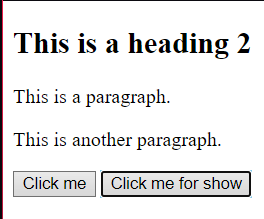 This is a heading 2
This is a paragraph.
This is another paragraph.
Click me Click me for show